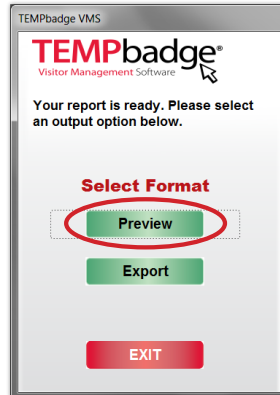 TEMPbadge VMS
TEMPbadge®
Visitor Management Software
Your report is ready. Please select
an output option below.
Select Format
Preview
Export
EXIT